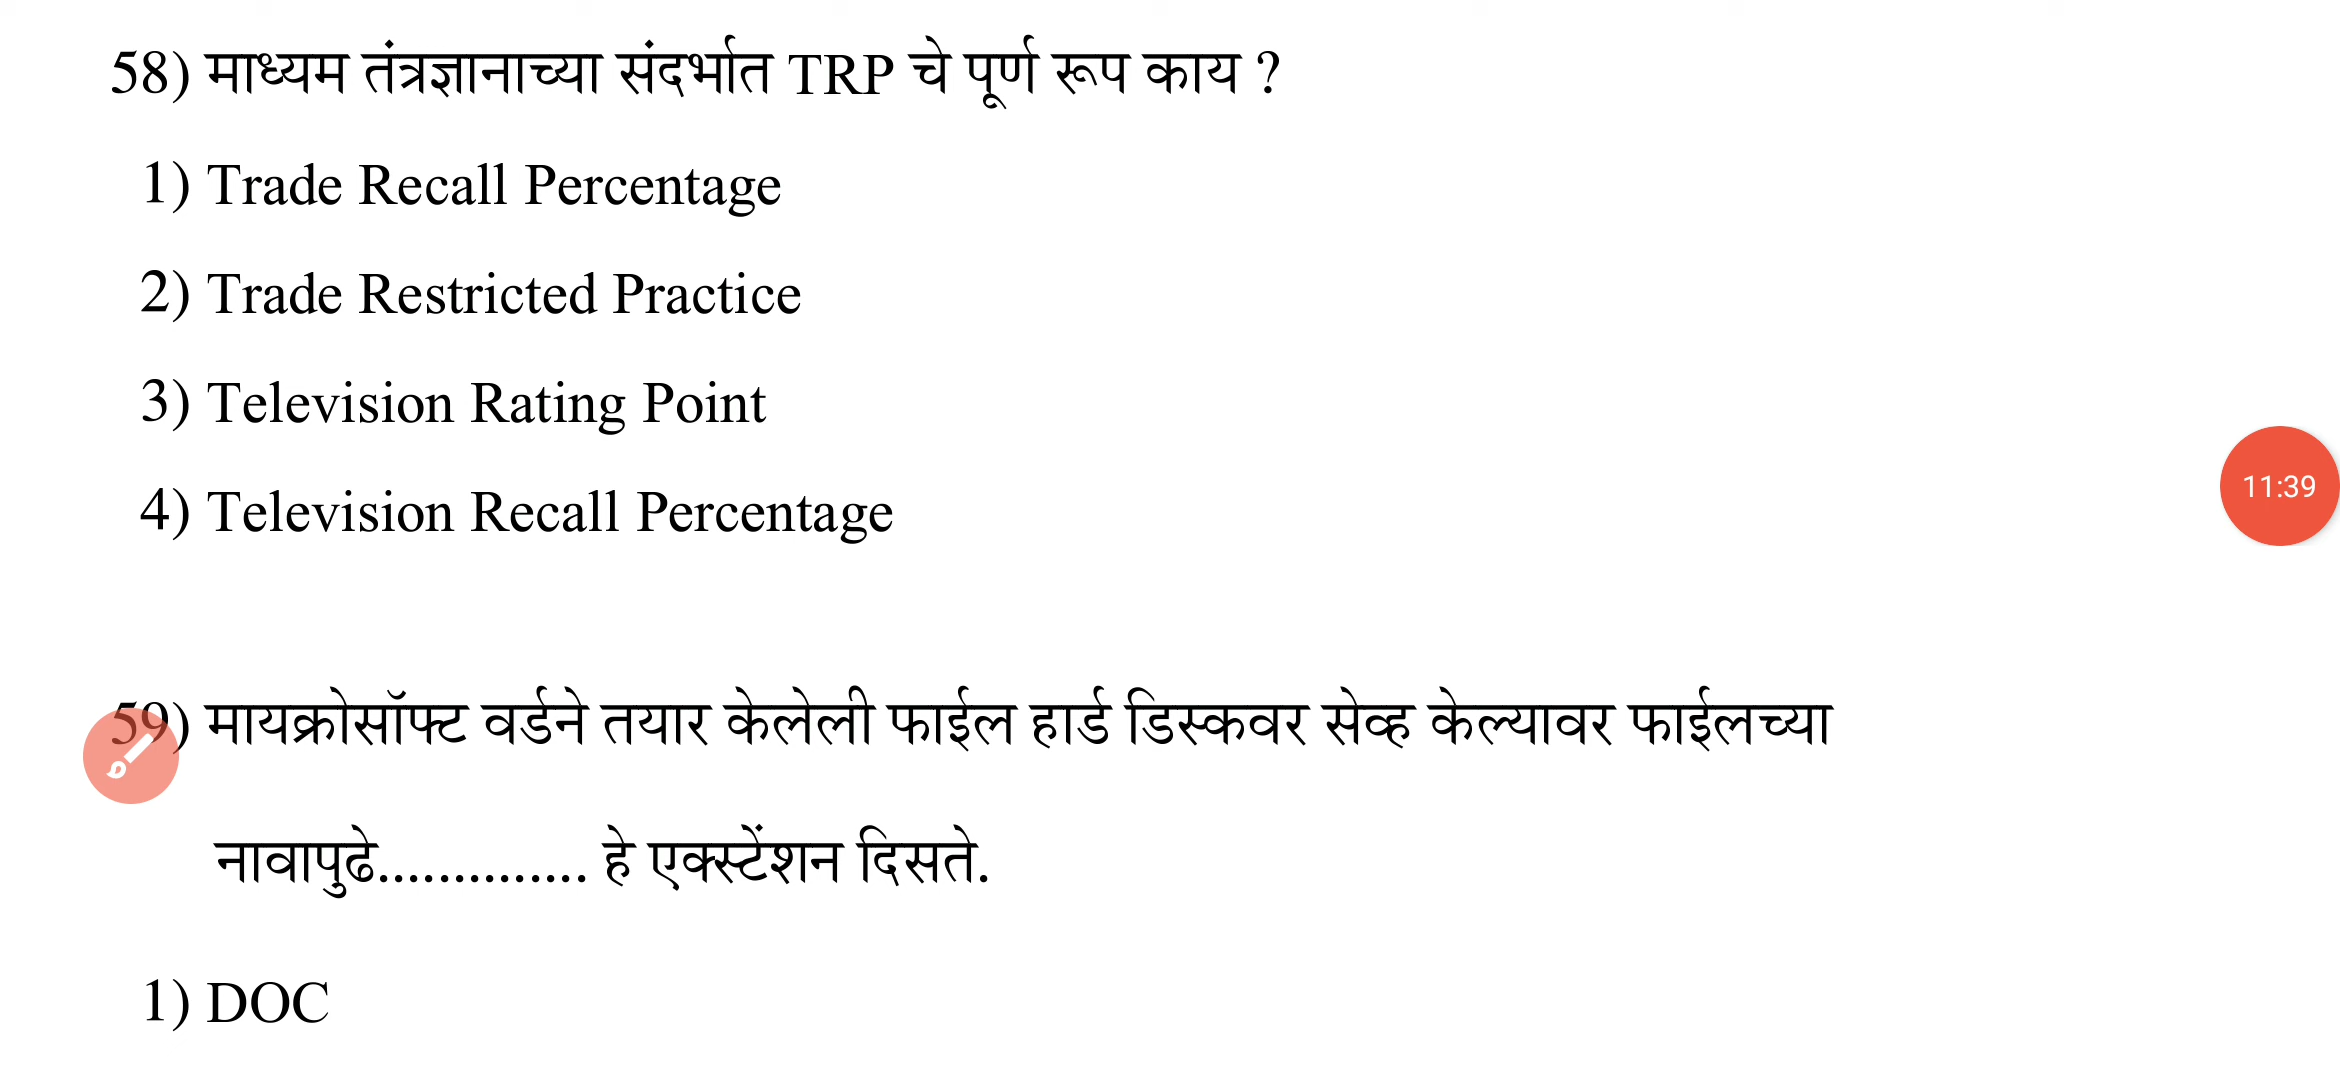 58) माध्यम तंत्रज्ञानाच्या संदर्भात TRP चे पूर्ण रूप काय ?
1) Trade Recall Percentage
2) Trade Restricted Practice
3) Television Rating Point
4) Television Recall Percentage
11:39
59) मायक्रोसॉफ्ट वर्डने तयार केलेली फाईल हार्ड डिस्कवर सेव्ह केल्यावर फाईलच्या
नावापुढे.............. हे एक्स्टेंशन दिसते.
1) DOC